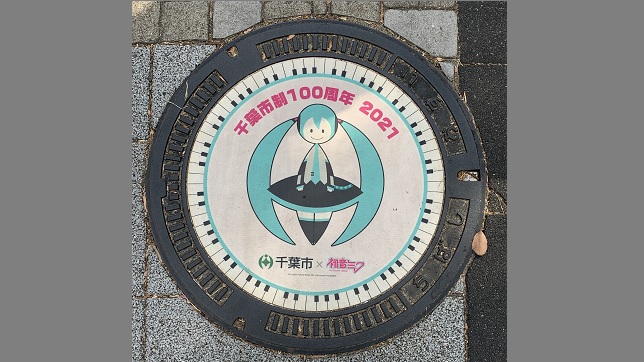 千葉市制100周年 2021
千葉市 × 初音ミク